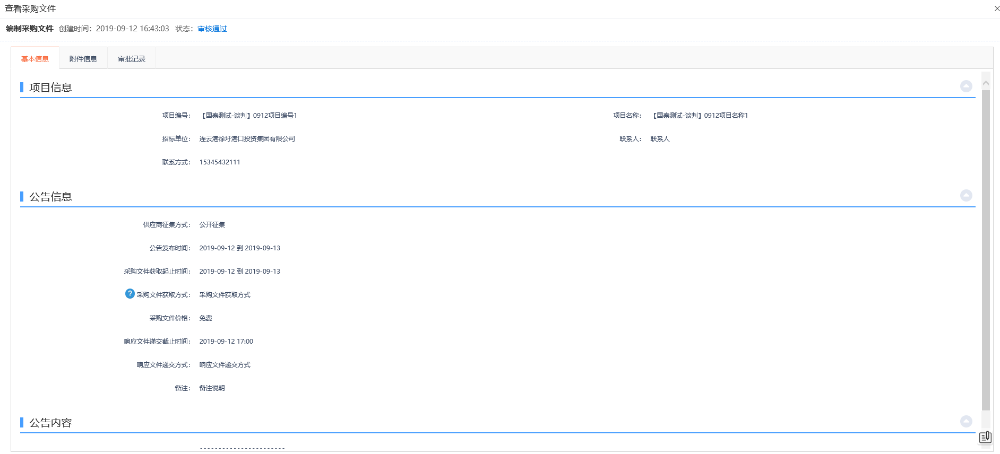 查看采购文件
编制采购文件 创建时间：2019-09-12 16:43:03 状态：审核通过
基本信息 附件信息 审批记录
项目信息
项目编号： 【国泰测试-谈判】0912项目编号1 项目名称： 【国泰测试-谈判】0912项目名称1
招标单位： 连云港徐圩港口投资集团有限公司 联系人： 联系人
联系方式： 15345432111
公告信息
供应商征集方式： 公开征集
公告发布时间： 2019-09-12 到 2019-09-13
采购文件获取起止时间： 2019-09-12 到 2019-09-13
? 采购文件获取方式： 采购文件获取方式
采购文件价格： 免费
响应文件递交截止时间： 2019-09-12 17:00
响应文件递交方式： 响应文件递交方式
备注： 备注说明
公告内容